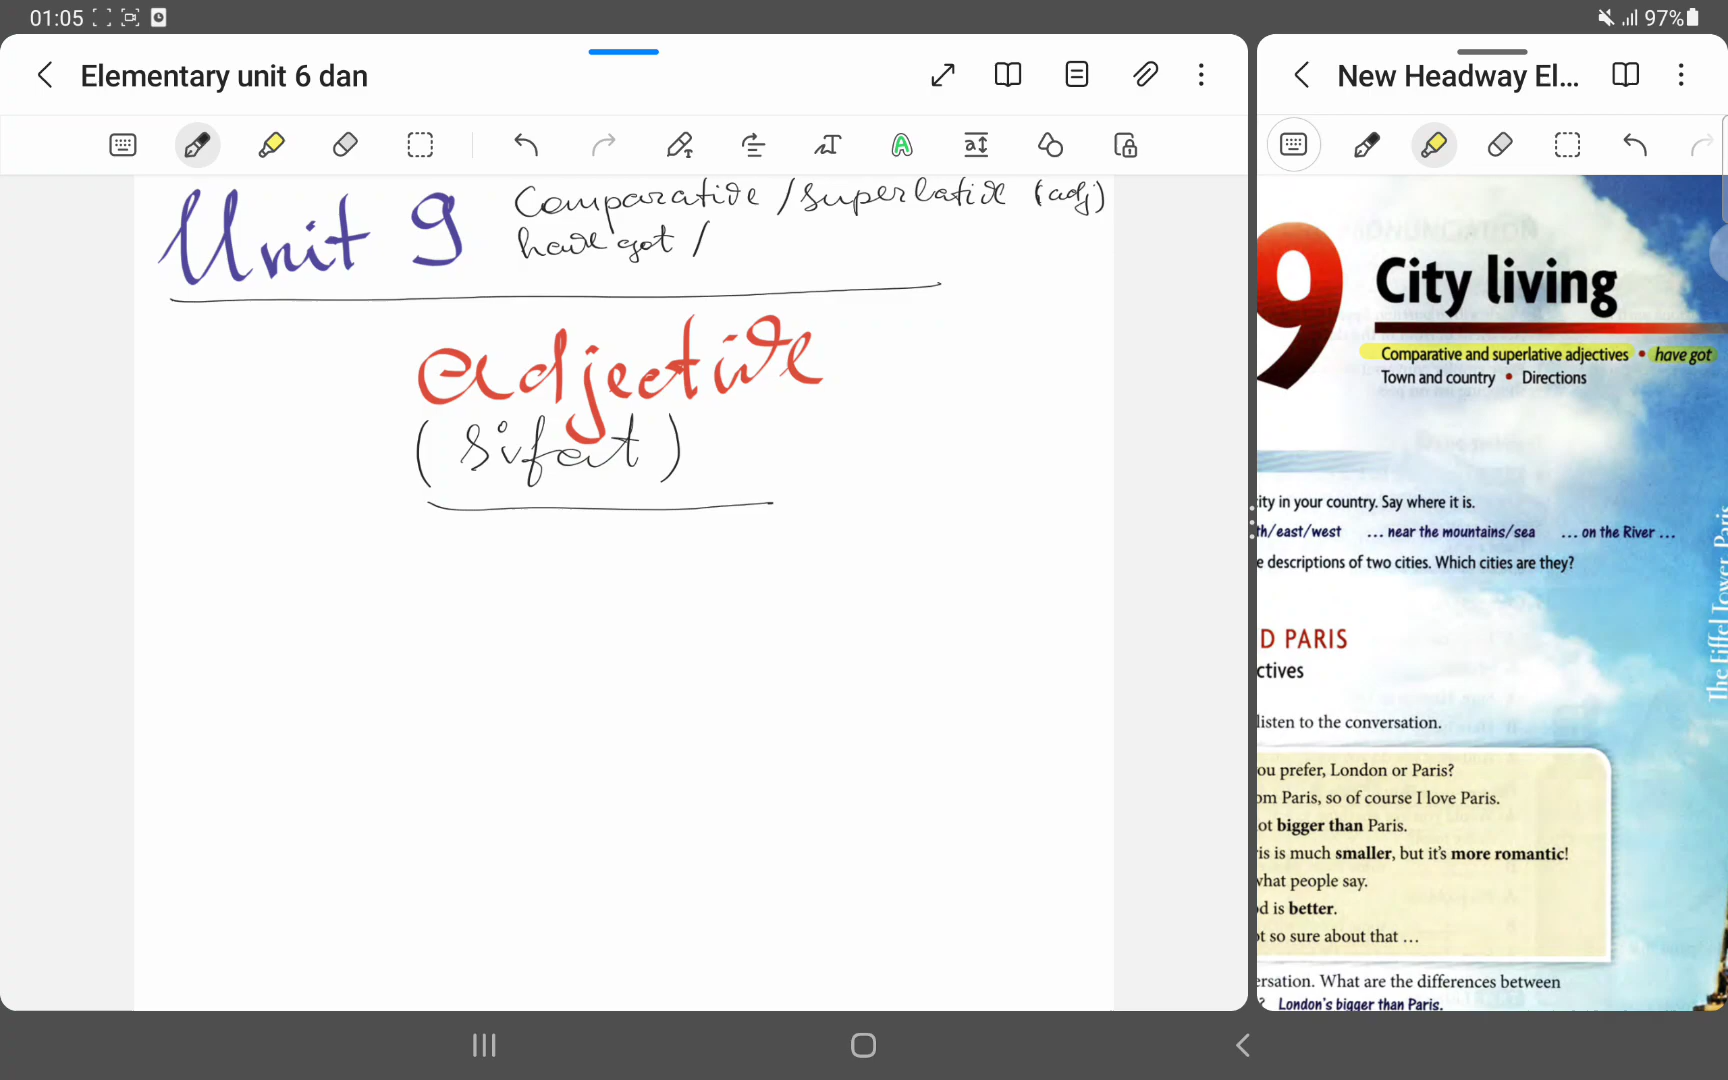 01:05
97%
Elementary unit 6 dan
Unit 9
Comparative / superlative (adj)
have got /
adjective
(Sifat)
New Headway El...
9
City living
Comparative and superlative adjectives • have got
Town and country • Directions
ity in your country. Say where it is.
th/east/west ... near the mountains/sea ... on the River ...
e descriptions of two cities. Which cities are they?
D PARIS
ctives
listen to the conversation.
ou prefer, London or Paris?
om Paris, so of course I love Paris.
ot bigger than Paris.
is is much smaller, but it's more romantic!
what people say.
d is better.
t so sure about that ...
ersation. What are the differences between
? London's bigger than Paris.
The Eiffel Tower Paris